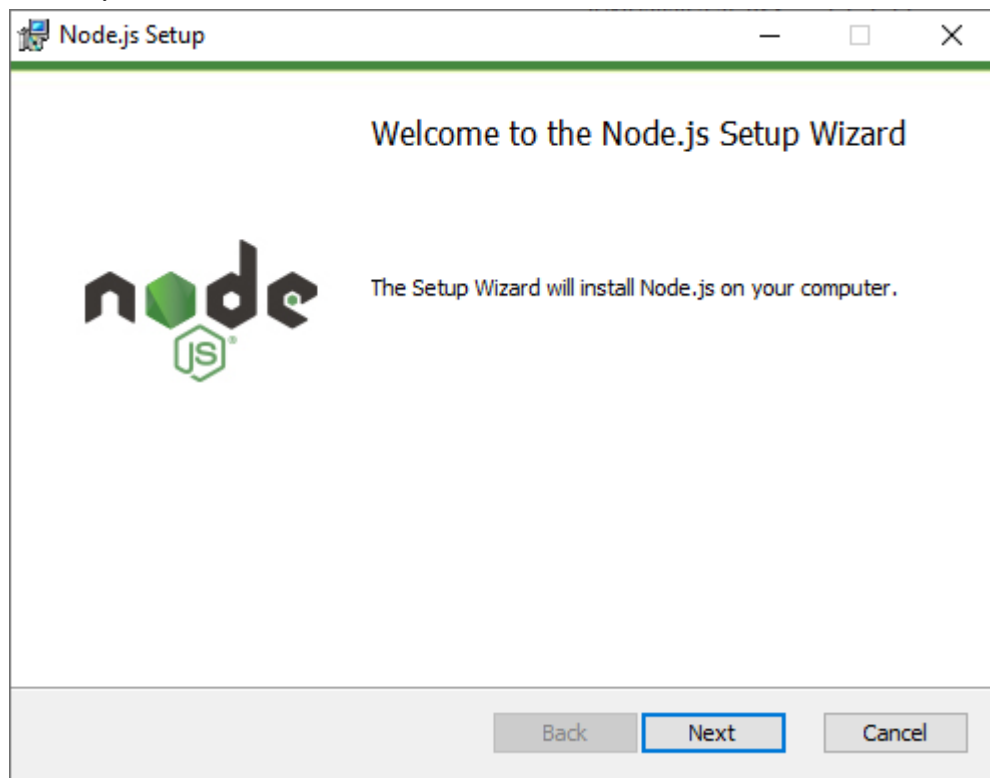 Node.js Setup
Welcome to the Node.js Setup Wizard
node
JS
The Setup Wizard will install Node.js on your computer.
Back Next Cancel